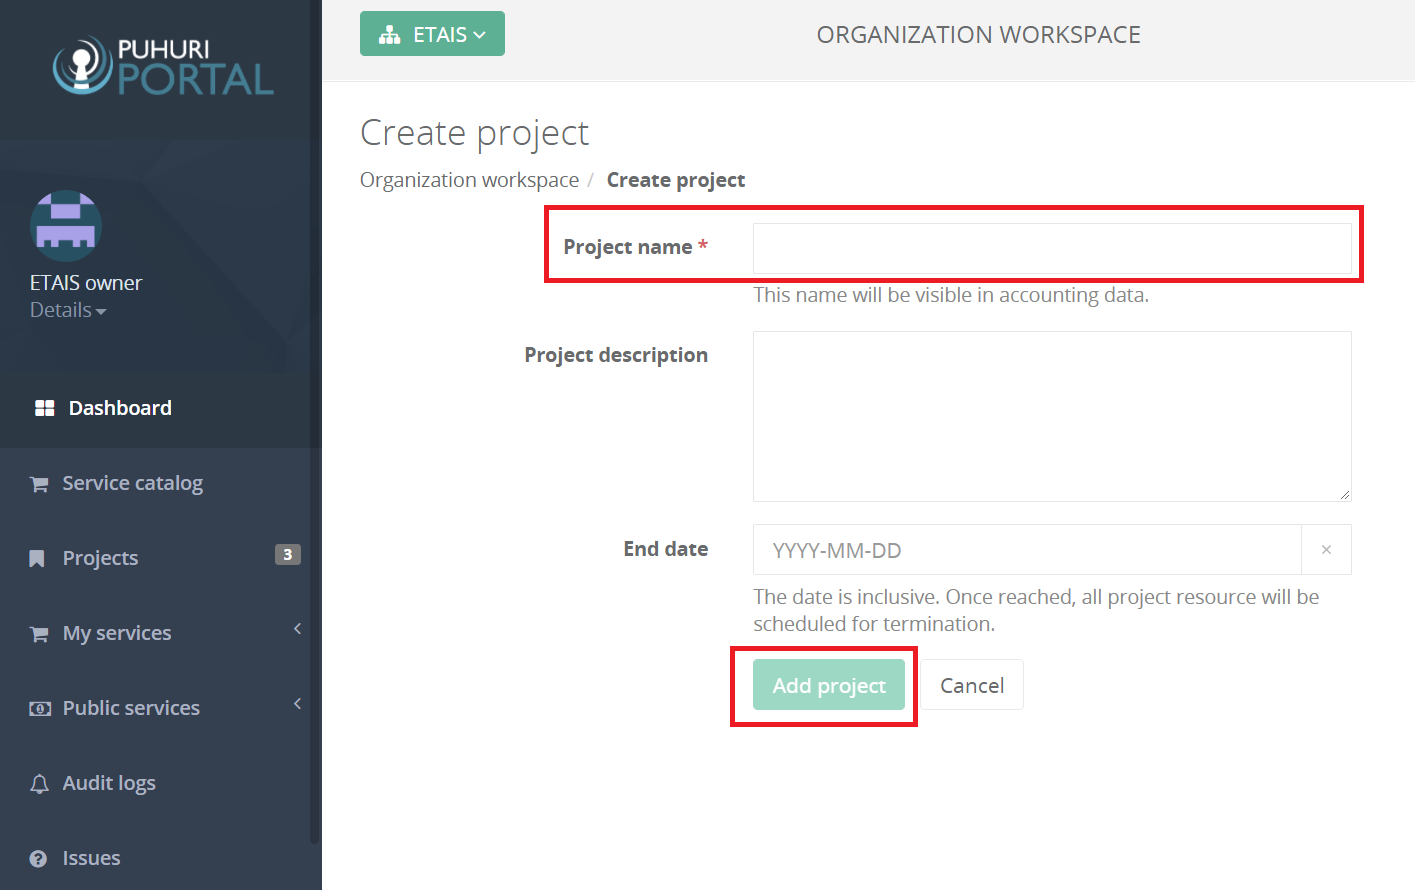 PUHURI
PORTAL
ETAIS owner
Details
Dashboard
Service catalog
Projects 3
My services
Public services
Audit logs
Issues
ETAIS
ORGANIZATION WORKSPACE
Create project
Organization workspace / Create project
Project name *
This name will be visible in accounting data.
Project description
End date YYYY-MM-DD ×
The date is inclusive. Once reached, all project resource will be
scheduled for termination.
Add project Cancel